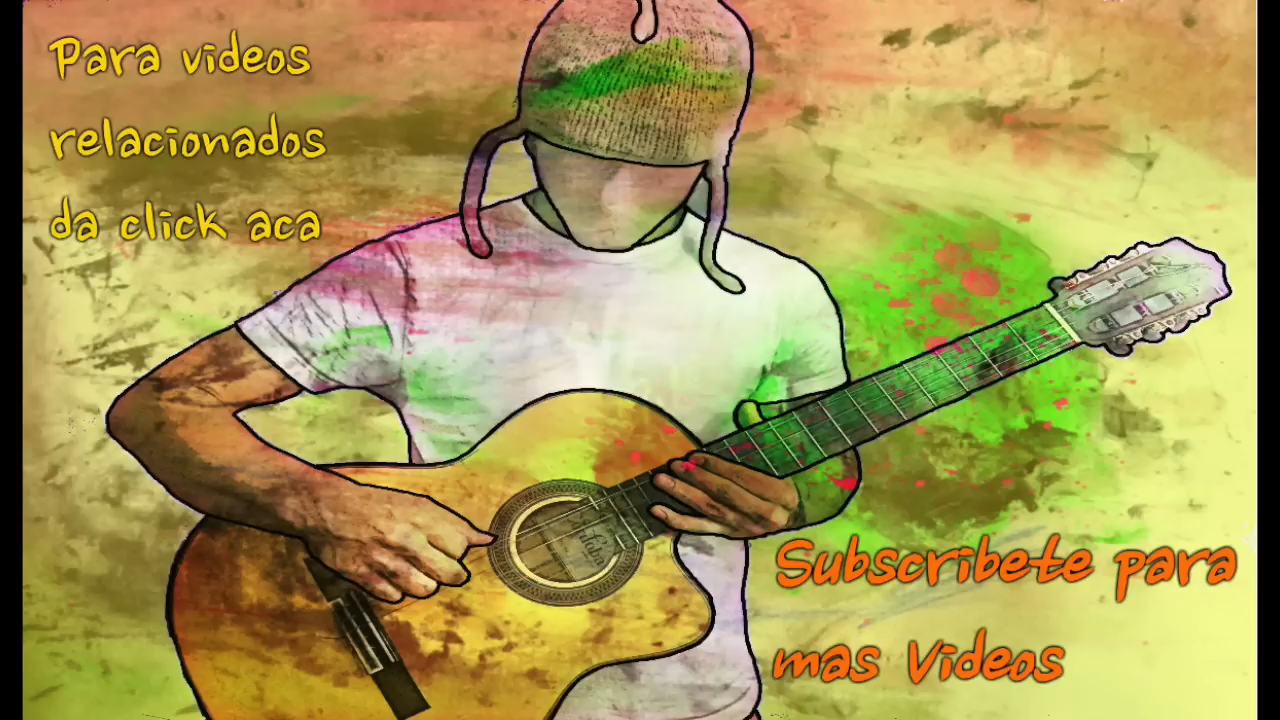 Para videos
relacionados
da click aca
Subscribete para
mas Videos